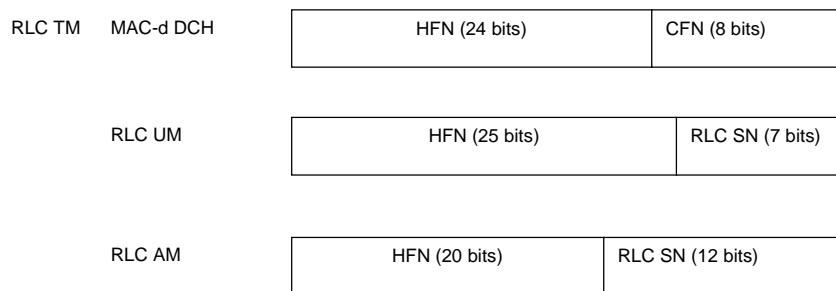 RLC TM MAC-d DCH HFN (24 bits) CFN (8 bits)
RLC UM HFN (25 bits) RLC SN (7 bits)
RLC AM HFN (20 bits) RLC SN (12 bits)